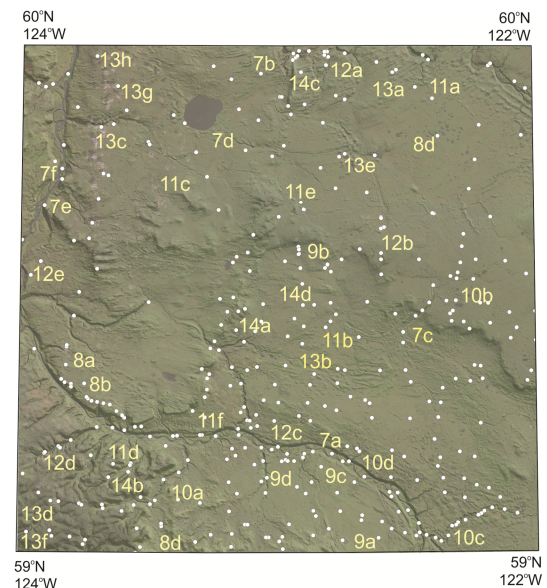 60°N
124°W
60°N
122°W
13h
7b
12a
14c
13g
13a
11a
13c
7d
8d
13e
7f
11c
11e
7e
12b
9b
12e
14d
10b
14a
11b
7c
13b
8a
8b
11f
12c
7a
12d
11d
10d
14b
9d
9c
10a
13d
13f
8d
9a
10c
59°N
124°W
59°N
122°W